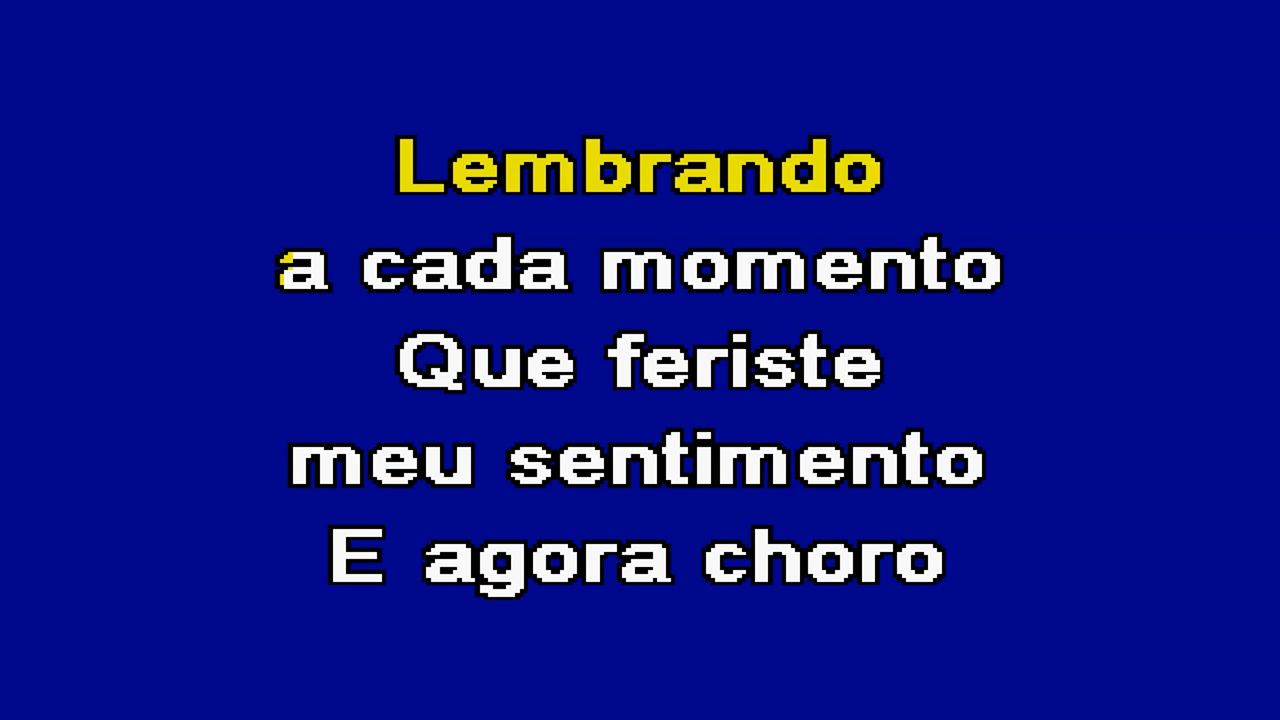 Lembrando
a cada momento
Que feriste
meu sentimento
E agora choro